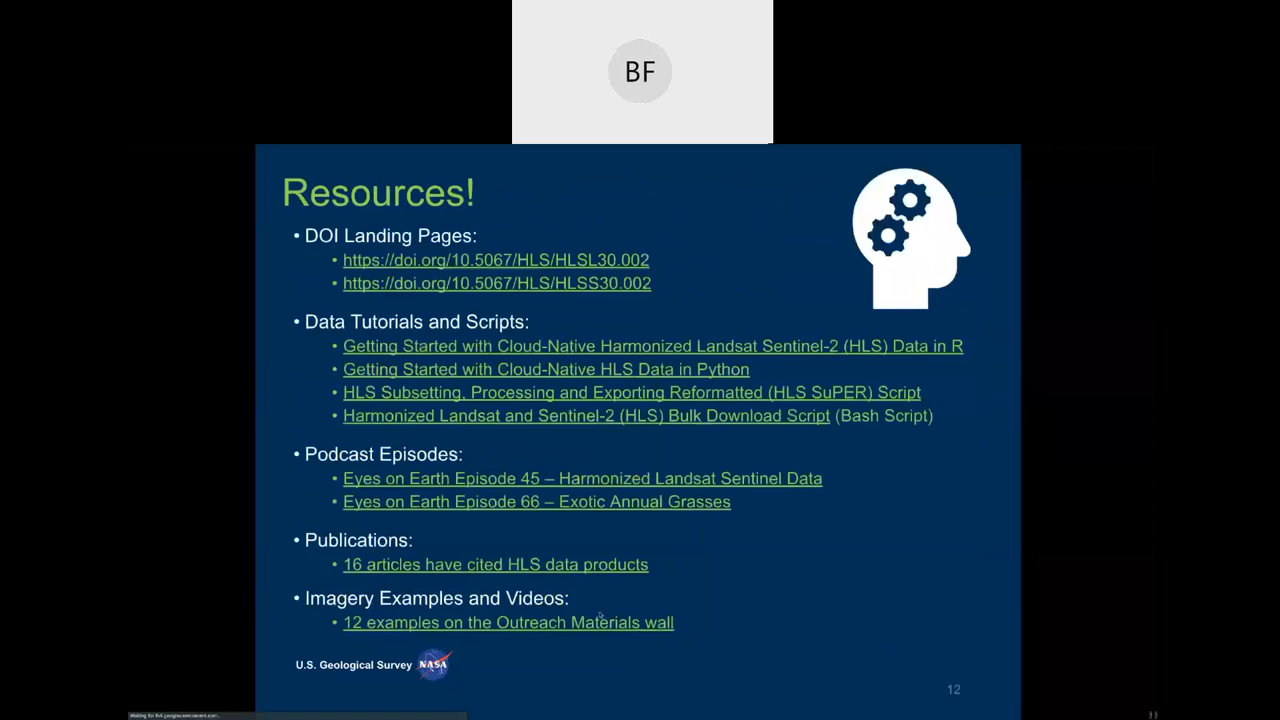 BF
Resources!
• DOI Landing Pages:
• https://doi.org/10.5067/HLS/HLSL30.002
• https://doi.org/10.5067/HLS/HLSS30.002
• Data Tutorials and Scripts:
• Getting Started with Cloud-Native Harmonized Landsat Sentinel-2 (HLS) Data in R
• Getting Started with Cloud-Native HLS Data in Python
• HLS Subsetting, Processing and Exporting Reformatted (HLS SuPER) Script
• Harmonized Landsat and Sentinel-2 (HLS) Bulk Download Script (Bash Script)
• Podcast Episodes:
• Eyes on Earth Episode 45 – Harmonized Landsat Sentinel Data
• Eyes on Earth Episode 66 – Exotic Annual Grasses
• Publications:
• 16 articles have cited HLS data products
• Imagery Examples and Videos:
• 12 examples on the Outreach Materials wall
U.S. Geological Survey NASA
12
Waiting for